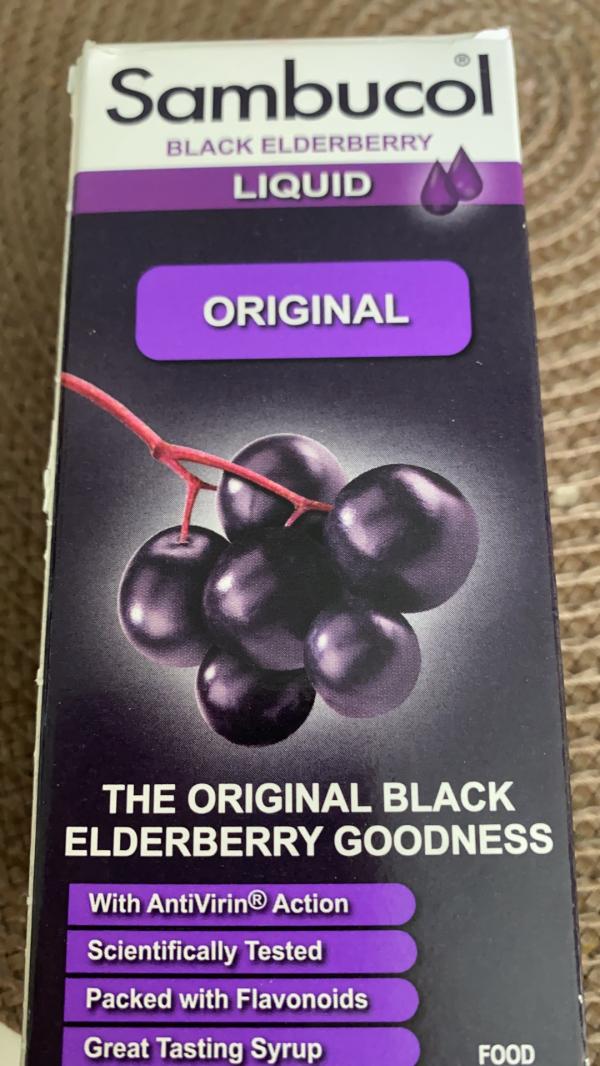 Sambucol®
BLACK ELDERBERRY
LIQUID
ORIGINAL
THE ORIGINAL BLACK
ELDERBERRY GOODNESS
With AntiVirin® Action
Scientifically Tested
Packed with Flavonoids
Great Tasting Syrup
FOOD